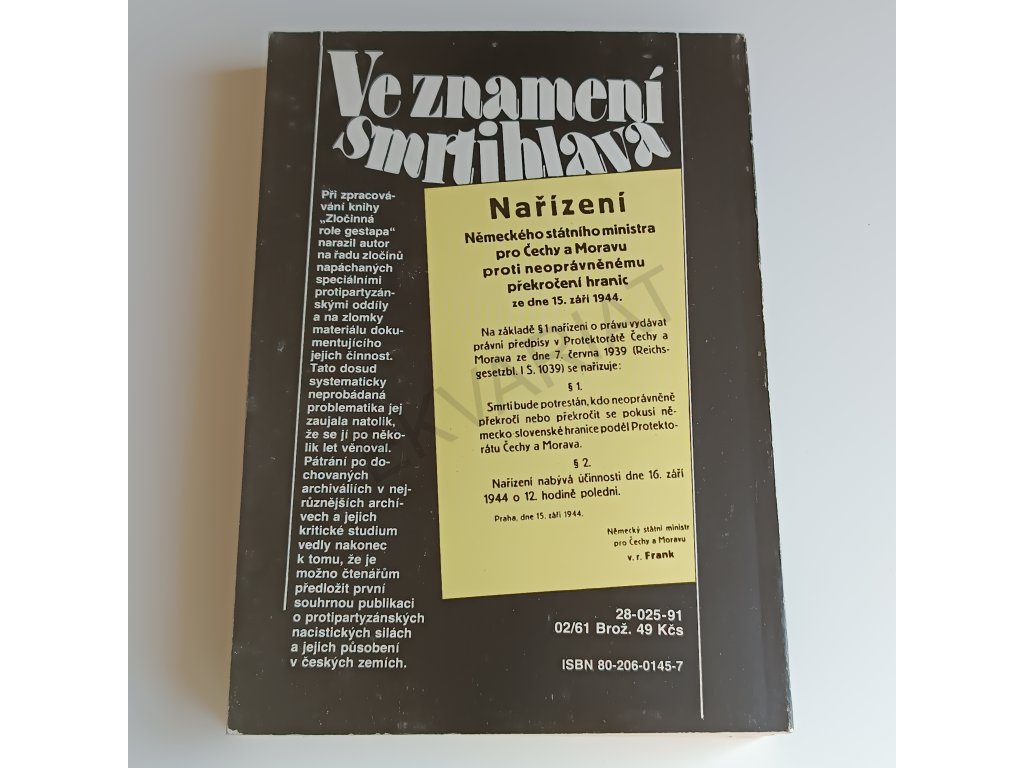 Ve znamení
smrtihlava
Při zpracová-
vání knihy
„Zločinná
role gestapa“
narazil autor
na řadu zločinů
napáchaných
speciálními
protipartyzán-
skými oddíly
a na zlomky
materiálu doku-
mentujícího
jejich činnost.
Tato dosud
systematicky
neprobádaná
problematika jej
zaujala natolik,
že se jí po něko-
lik let věnoval.
Pátrání po do-
chovaných
archiváliích v nej-
různějších archí-
vech a jejich
kritické studium
vedly nakonec
k tomu, že je
možno čtenářům
předložit první
souhrnou publikaci
o protipartyzánských
nacistických silách
a jejich působení
v českých zemích.
Nařízení
Německého státního ministra
pro Čechy a Moravu
proti neoprávněnému
překročení hranic
ze dne 15. září 1944.
Na základě § 1 nařízení o právu vydávat
právní předpisy v Protektorátě Čechy a
Morava ze dne 7. června 1939 (Reichs-
gesetzbl. I S. 1039) se nařizuje:
§ 1.
Smrtí bude potrestán, kdo neoprávněně
překročí nebo překročit se pokusí ně-
mecko-slovenské hranice podél Protekto-
rátu Čechy a Morava.
§ 2.
Nařízení nabývá účinnosti dne 16. září
1944 o 12. hodině polední.
Praha, dne 15. září 1944.
Německý státní ministr
pro Čechy a Moravu
v. r. Frank
28-025-91
02/61 Brož. 49 Kčs
ISBN 80-206-0145-7